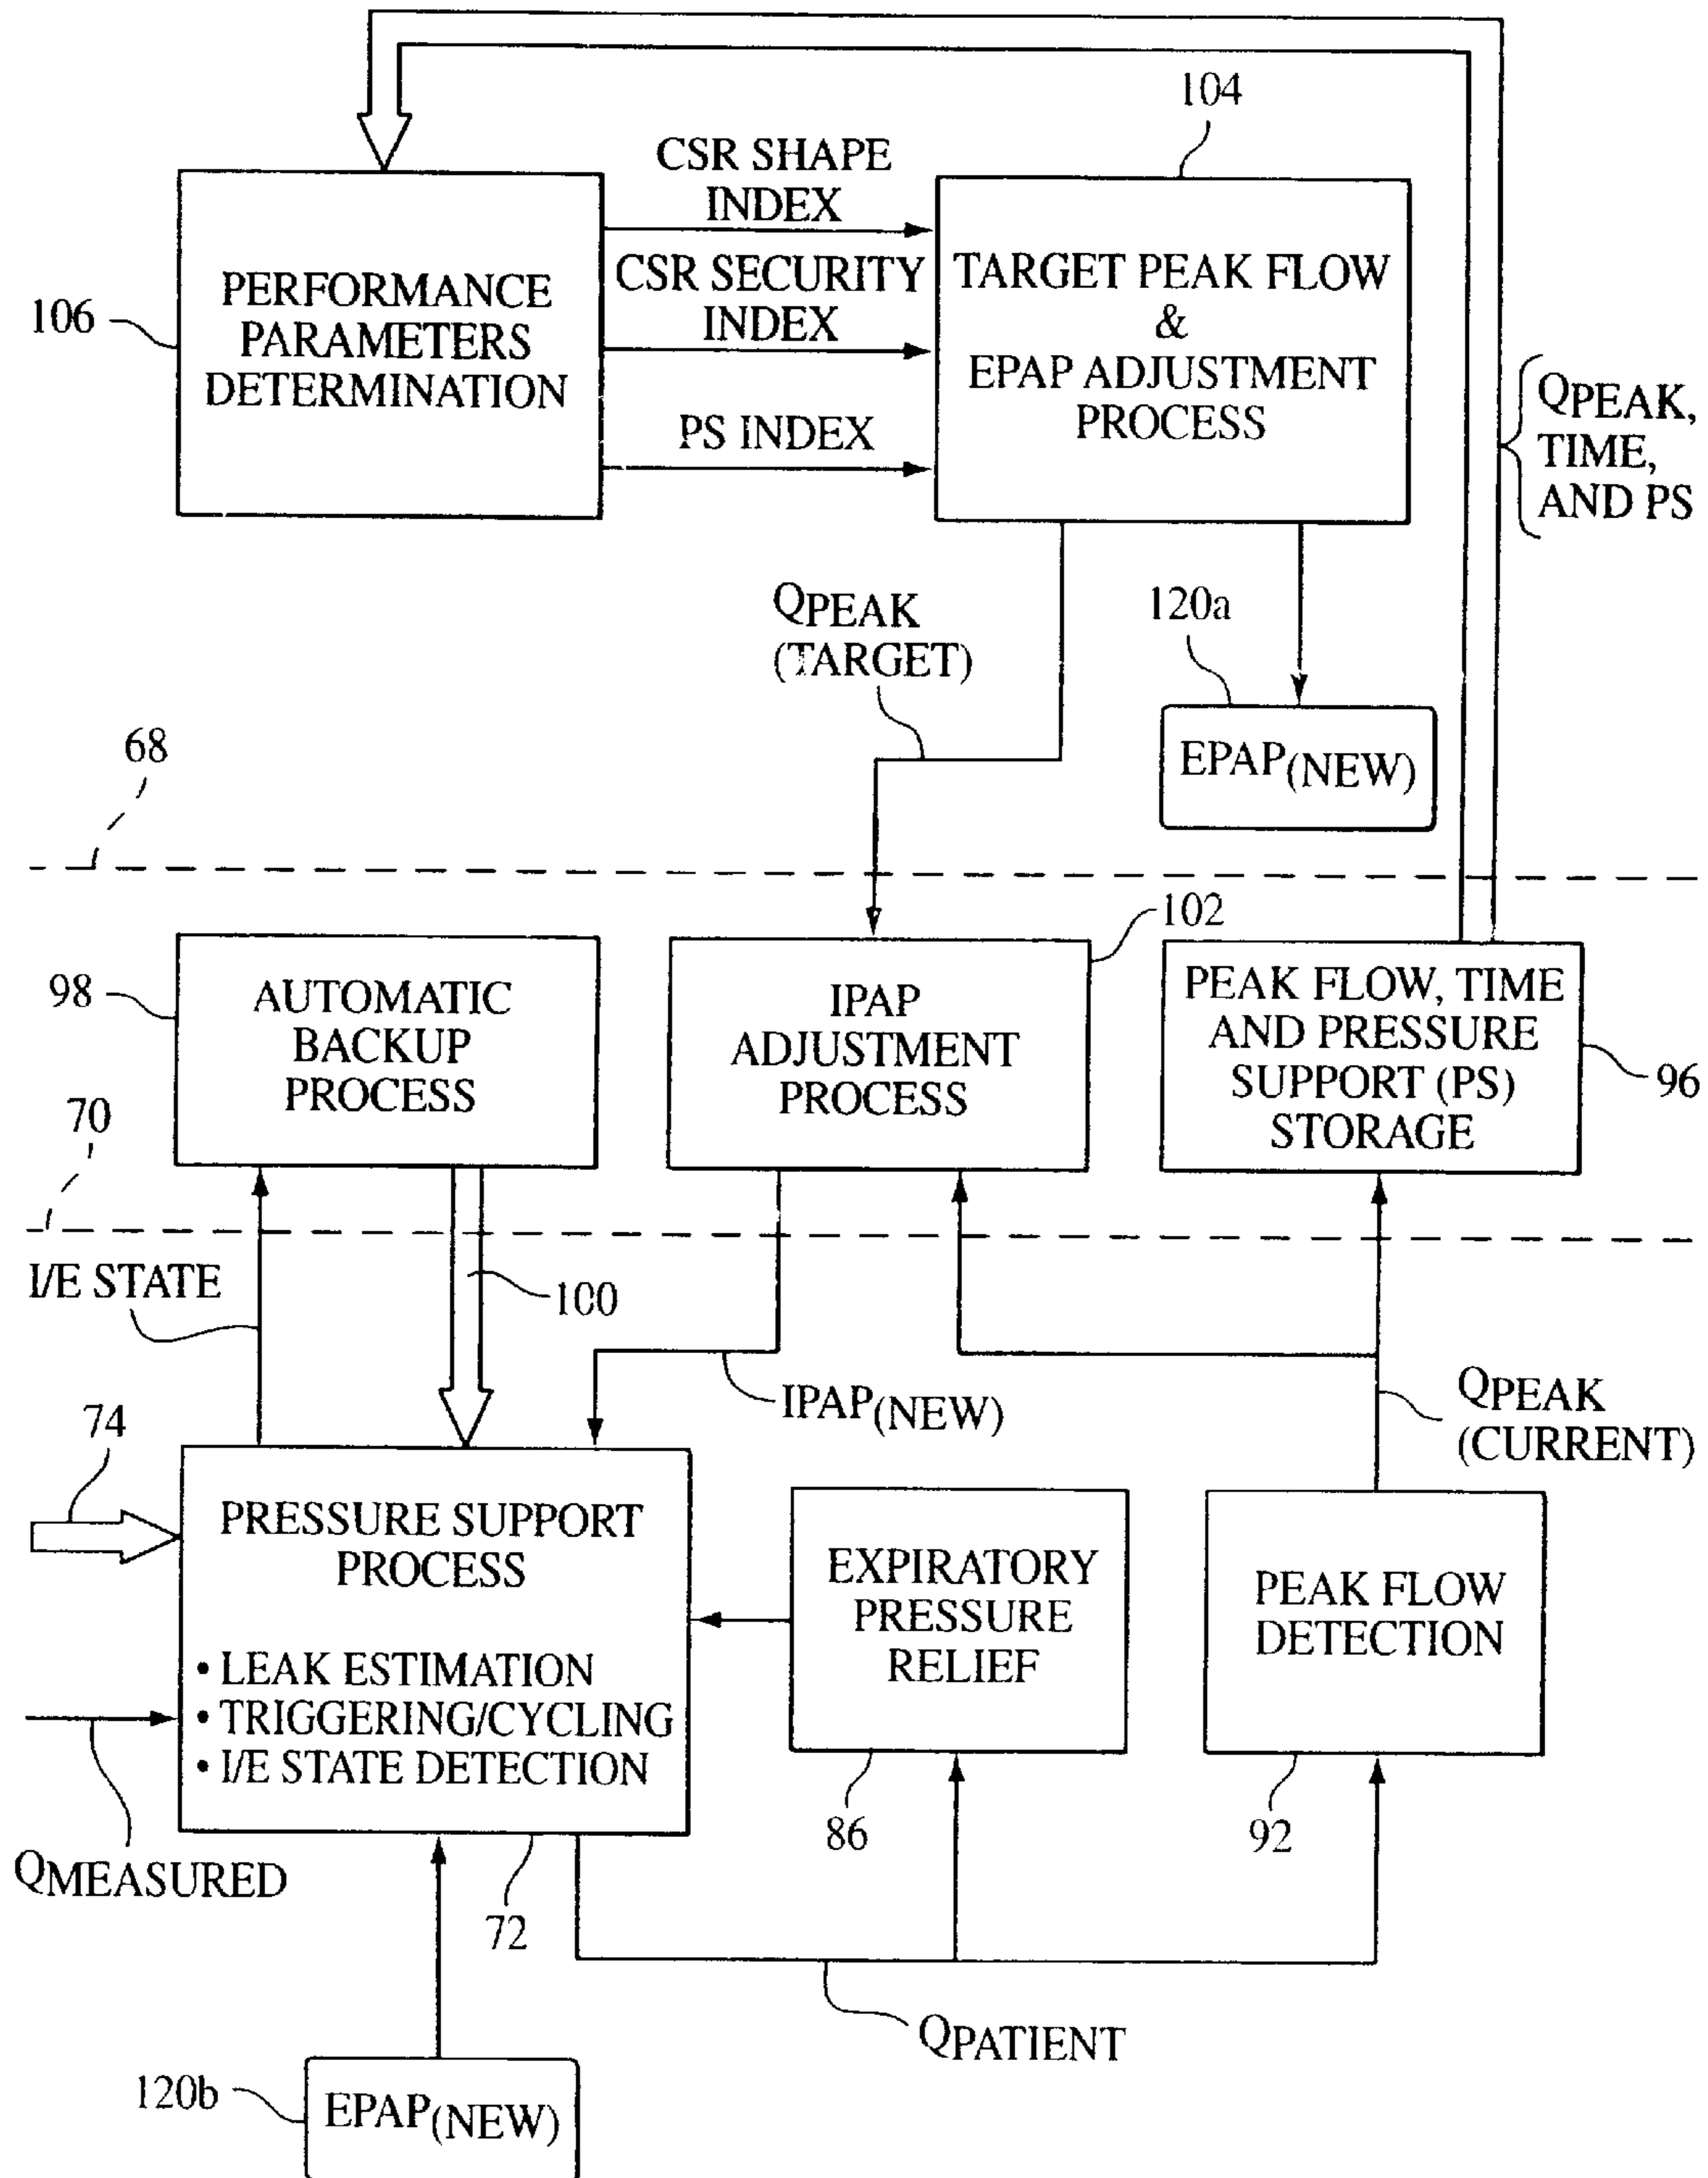 104
CSR SHAPE
INDEX
CSR SECURITY
INDEX
PS INDEX
106
PERFORMANCE
PARAMETERS
DETERMINATION
TARGET PEAK FLOW
&
EPAP ADJUSTMENT
PROCESS
QPEAK,
TIME,
AND PS
QPEAK
(TARGET)
120a
EPAP(NEW)
68
102
98
AUTOMATIC
BACKUP
PROCESS
IPAP
ADJUSTMENT
PROCESS
PEAK FLOW, TIME
AND PRESSURE
SUPPORT (PS)
STORAGE
96
70
I/E STATE
100
IPAP(NEW)
QPEAK
(CURRENT)
74
PRESSURE SUPPORT
PROCESS
• LEAK ESTIMATION
• TRIGGERING/CYCLING
• I/E STATE DETECTION
EXPIRATORY
PRESSURE
RELIEF
PEAK FLOW
DETECTION
86
92
QMEASURED
72
QPATIENT
120b
EPAP(NEW)